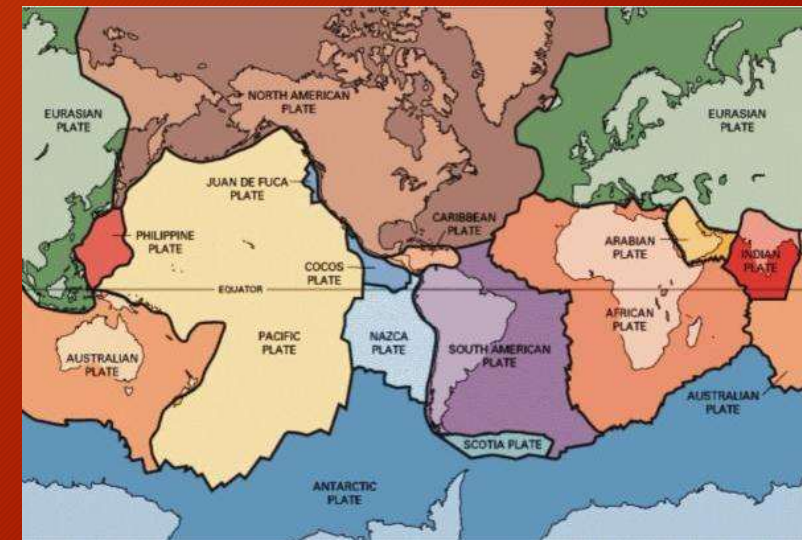 NORTH AMERICAN
PLATE
EURASIAN
PLATE
EURASIAN
PLATE
JUAN DE FUCA
PLATE
CARIBBEAN
PLATE
PHILIPPINE
PLATE
ARABIAN
PLATE
INDIAN
PLATE
COCOS
PLATE
EQUATOR
AFRICAN
PLATE
AUSTRALIAN
PLATE
PACIFIC
PLATE
NAZCA
PLATE
SOUTH AMERICAN
PLATE
AUSTRALIAN
PLATE
SCOTIA PLATE
ANTARCTIC
PLATE